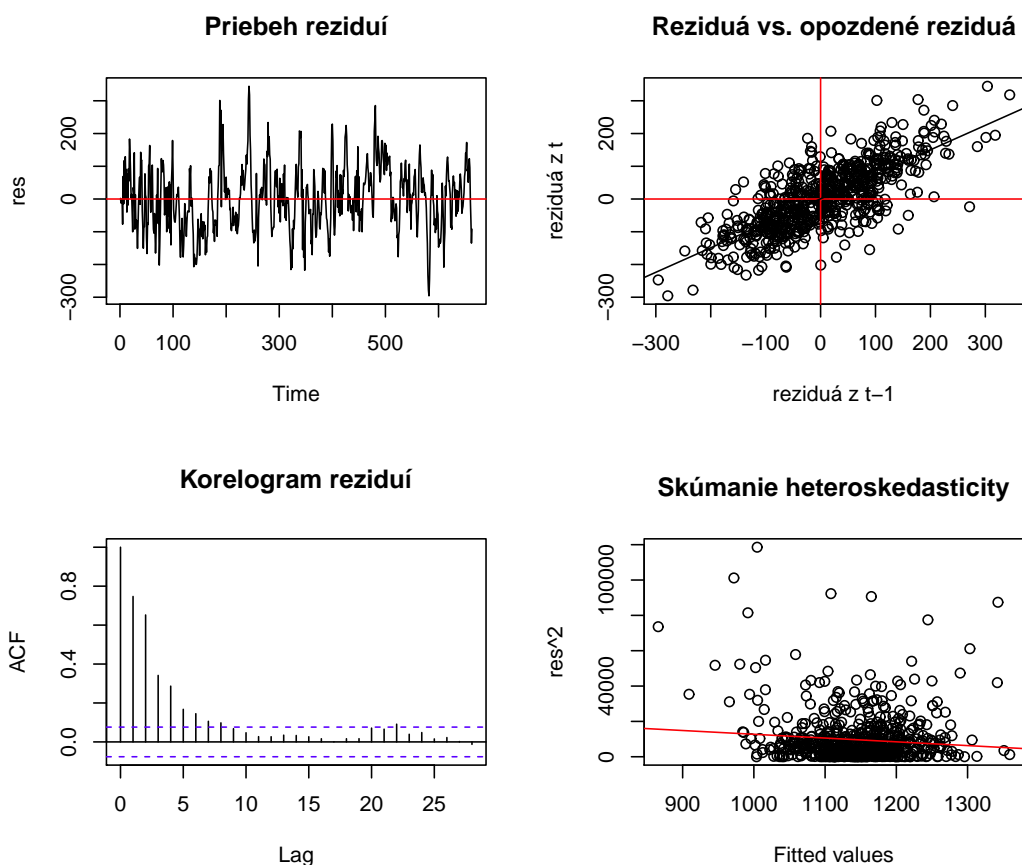 Priebeh reziduí
res
200
0
−300
0 100 300 500
Time
Reziduá vs. opozdené reziduá
reziduá z t
200
0
−300
−300 −100 0 100 200 300
reziduá z t−1
Korelogram reziduí
ACF
0.8
0.4
0.0
0 5 10 15 20 25
Lag
Skúmanie heteroskedasticity
res^2
100000
40000
0
900 1000 1100 1200 1300
Fitted values